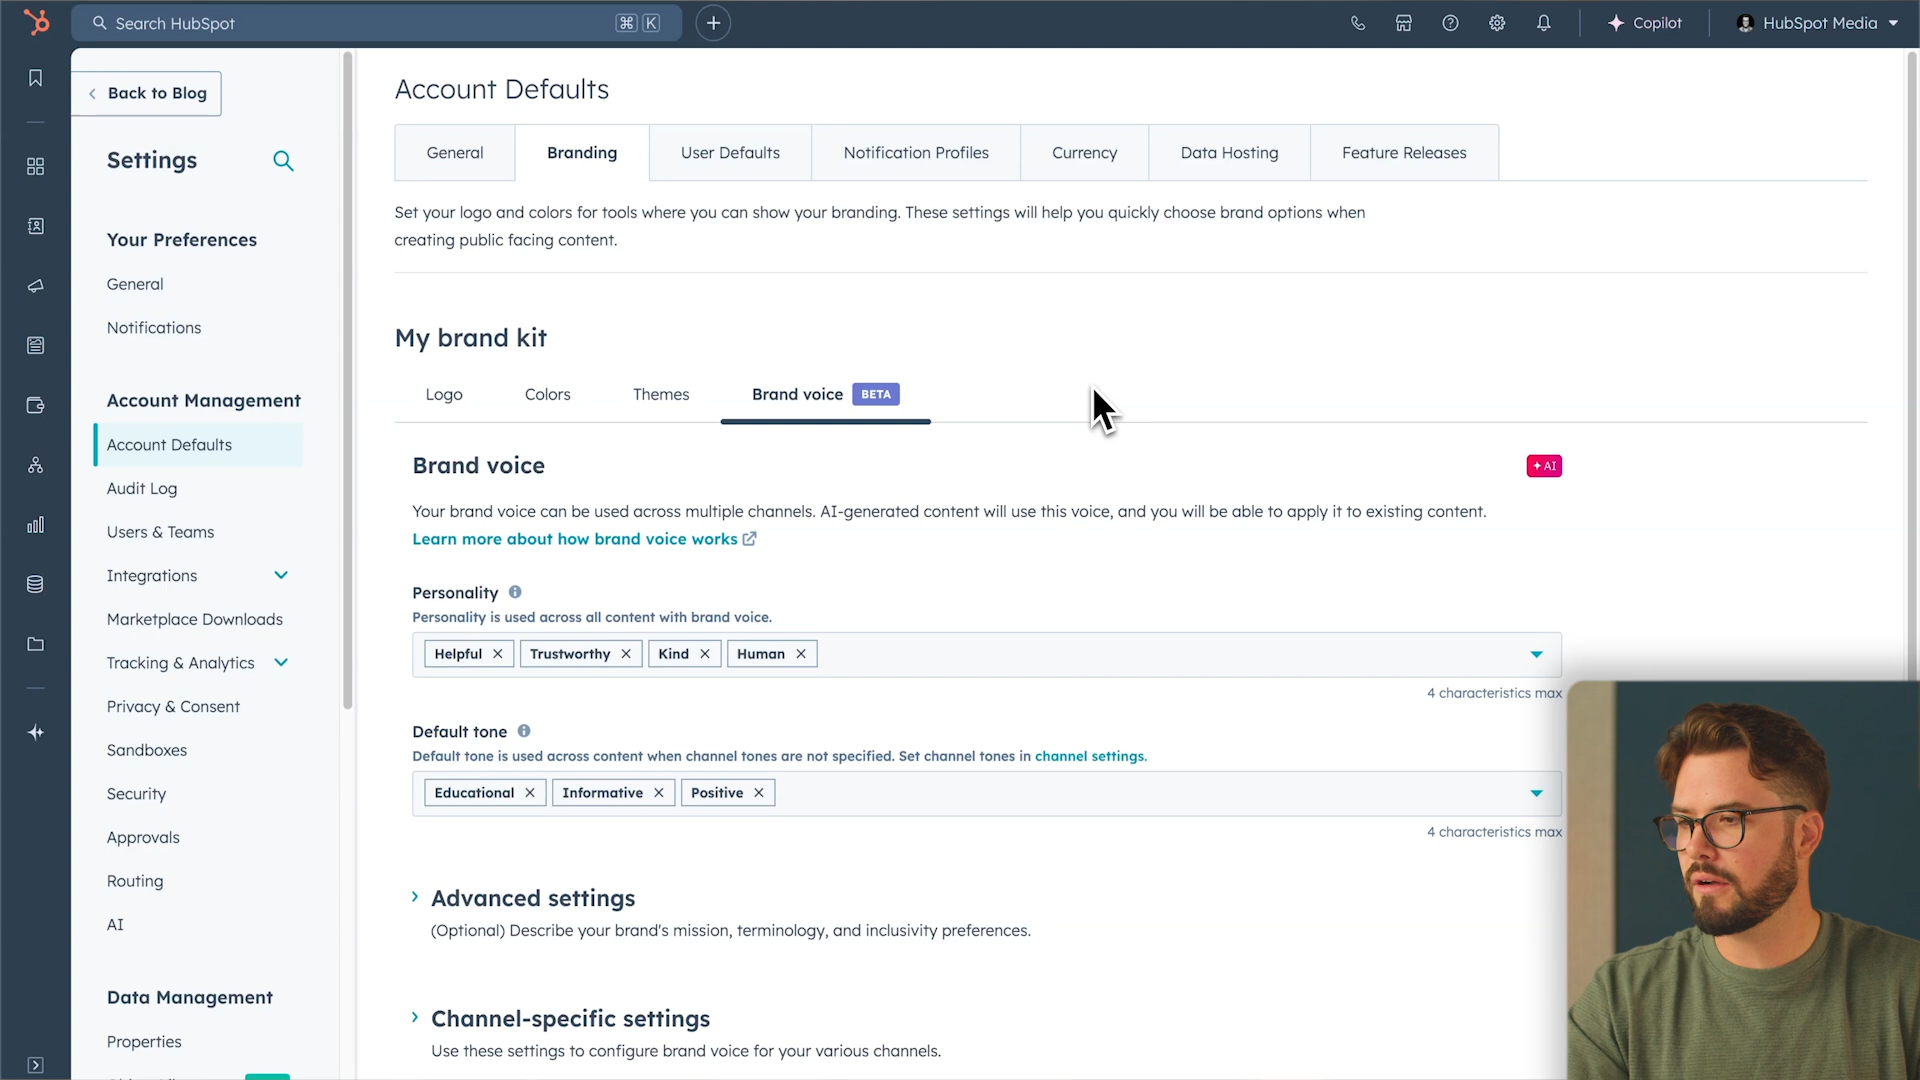 Search HubSpot
⌘ K
Copilot
HubSpot Media
Back to Blog
Settings
Your Preferences
General
Notifications
Account Management
Account Defaults
Audit Log
Users & Teams
Integrations
Marketplace Downloads
Tracking & Analytics
Privacy & Consent
Sandboxes
Security
Approvals
Routing
AI
Data Management
Properties
Account Defaults
General
Branding
User Defaults
Notification Profiles
Currency
Data Hosting
Feature Releases
Set your logo and colors for tools where you can show your branding. These settings will help you quickly choose brand options when
creating public facing content.
My brand kit
Logo
Colors
Themes
Brand voice BETA
Brand voice
AI
Your brand voice can be used across multiple channels. AI-generated content will use this voice, and you will be able to apply it to existing content.
Learn more about how brand voice works
Personality
Personality is used across all content with brand voice.
Helpful
Trustworthy
Kind
Human
4 characteristics max
Default tone
Default tone is used across content when channel tones are not specified. Set channel tones in channel settings.
Educational
Informative
Positive
4 characteristics max
Advanced settings
(Optional) Describe your brand's mission, terminology, and inclusivity preferences.
Channel-specific settings
Use these settings to configure brand voice for your various channels.